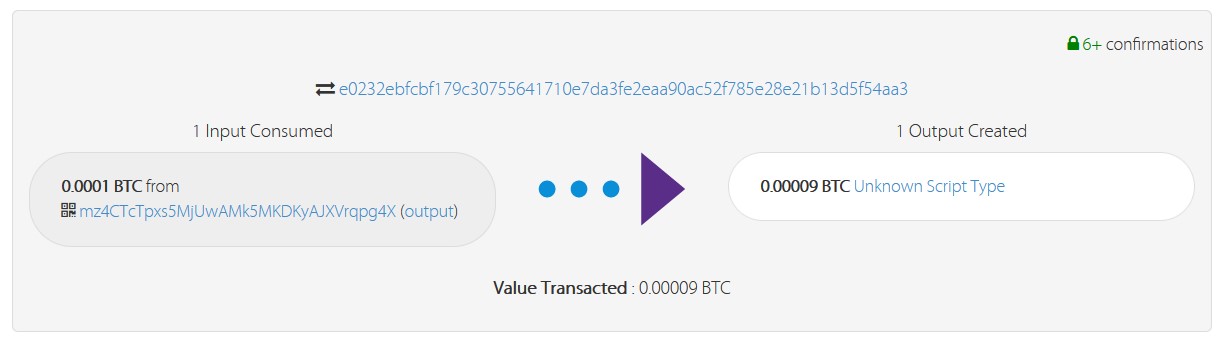 6+ confirmations
e0232ebfcbf179c30755641710e7da3fe2eaa90ac52f785e28e21b13d5f54aa3
1 Input Consumed
1 Output Created
0.0001 BTC from
mz4CTcTpxs5MjUwAMk5MKDKyAJXVrqpg4X (output)
0.00009 BTC Unknown Script Type
Value Transacted : 0.00009 BTC